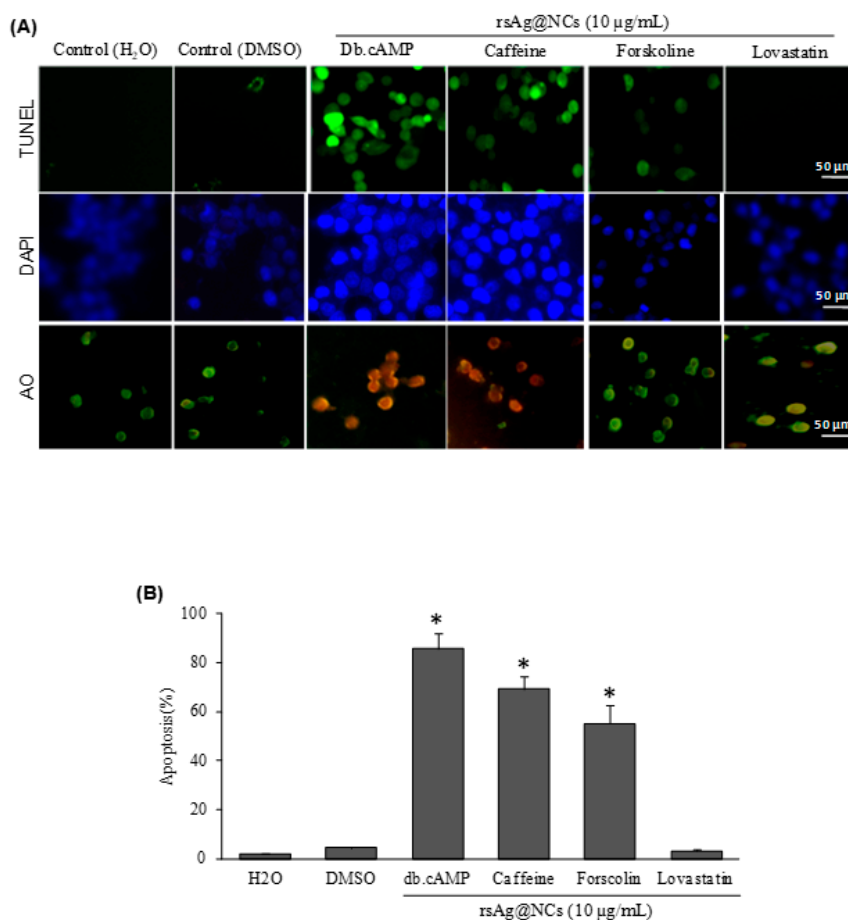 rsAg@NCs (10 µg/mL)
(A)
Control (H₂O) Control (DMSO) Db.cAMP Caffeine Forskoline Lovastatin
TUNEL
50 µm
DAPI
50 µm
AO
50 µm
(B)
100
80
60
40
20
0
Apoptosis(%)
*
*
*
H2O DMSO db.cAMP Caffeine Forscolin Lovastatin
rsAg@NCs (10 µg/mL)